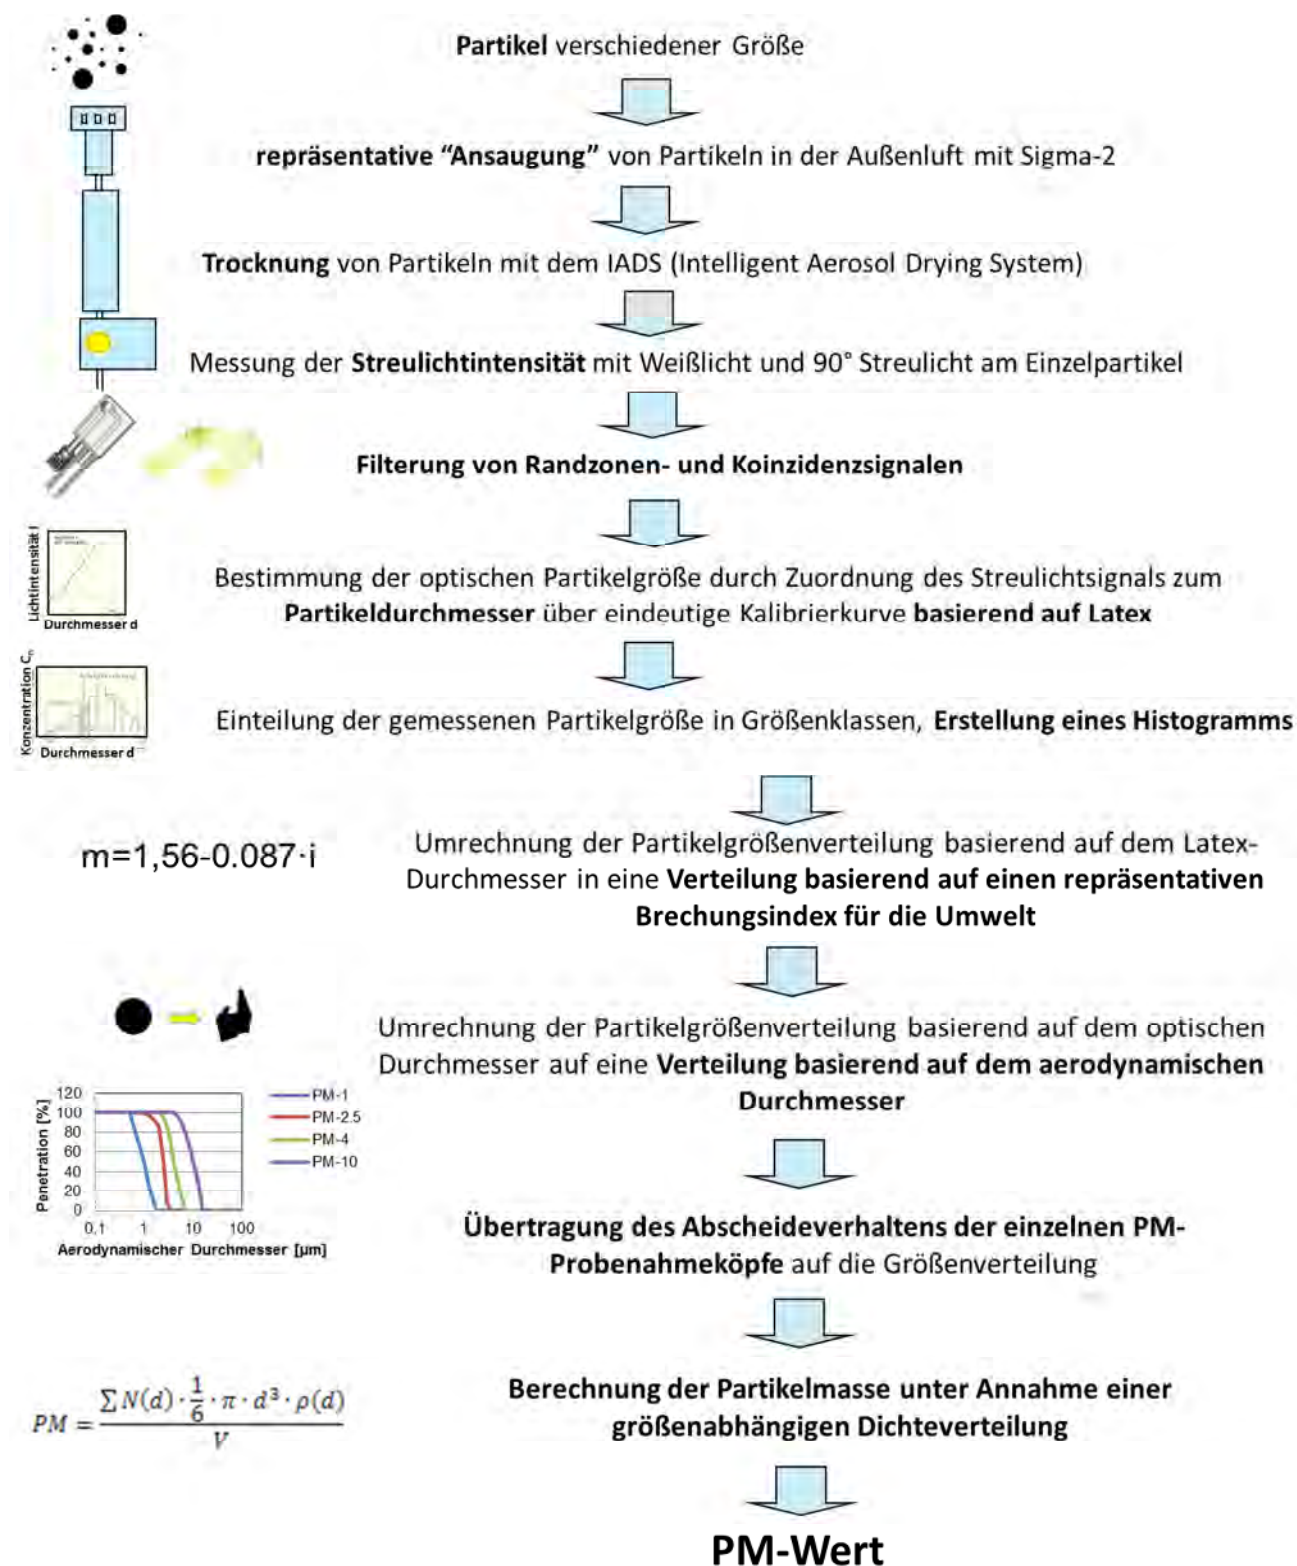 Partikel verschiedener Größe
repräsentative “Ansaugung” von Partikeln in der Außenluft mit Sigma-2
Trocknung von Partikeln mit dem IADS (Intelligent Aerosol Drying System)
Messung der Streulichtintensität mit Weißlicht und 90° Streulicht am Einzelpartikel
Filterung von Randzonen- und Koinzidenzsignalen
Lichtintensität I
Durchmesser d
Bestimmung der optischen Partikelgröße durch Zuordnung des Streulichtsignals zum
Partikeldurchmesser über eindeutige Kalibrierkurve basierend auf Latex
Konzentration Cn
Durchmesser d
Einteilung der gemessenen Partikelgröße in Größenklassen, Erstellung eines Histogramms
m=1,56-0.087·i
Umrechnung der Partikelgrößenverteilung basierend auf dem Latex-
Durchmesser in eine Verteilung basierend auf einen repräsentativen
Brechungsindex für die Umwelt
Umrechnung der Partikelgrößenverteilung basierend auf dem optischen
Durchmesser auf eine Verteilung basierend auf dem aerodynamischen
Durchmesser
Penetration [%]
120
100
80
60
40
20
0
0,1 1 10 100
Aerodynamischer Durchmesser [µm]
PM-1
PM-2.5
PM-4
PM-10
Übertragung des Abscheideverhaltens der einzelnen PM-
Probenahmeköpfe auf die Größenverteilung
PM = ∑ N(d) · 1/6 · π · d³ · ρ(d) / V
Berechnung der Partikelmasse unter Annahme einer
größenabhängigen Dichteverteilung
PM-Wert